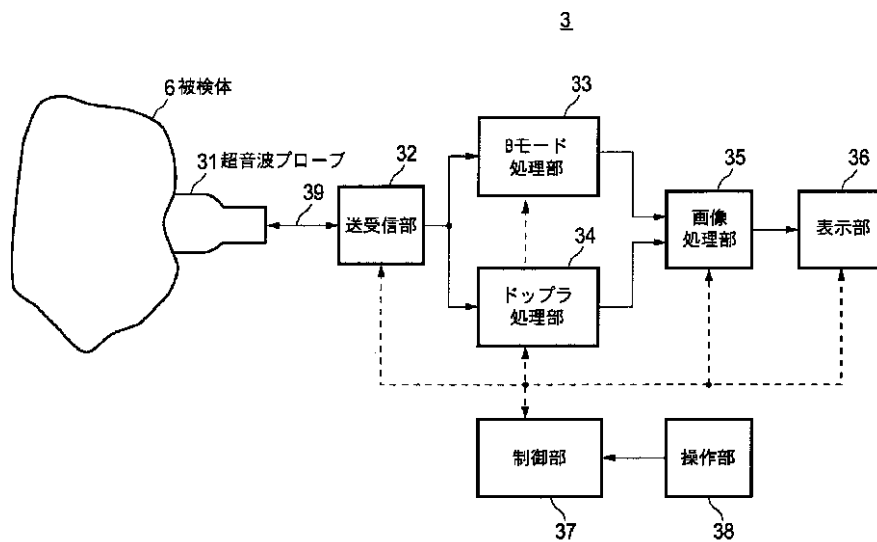 3
6 被検体
31 超音波プローブ
39
32
送受信部
33
Bモード
処理部
34
ドップラ
処理部
35
画像
処理部
36
表示部
制御部
37
操作部
38